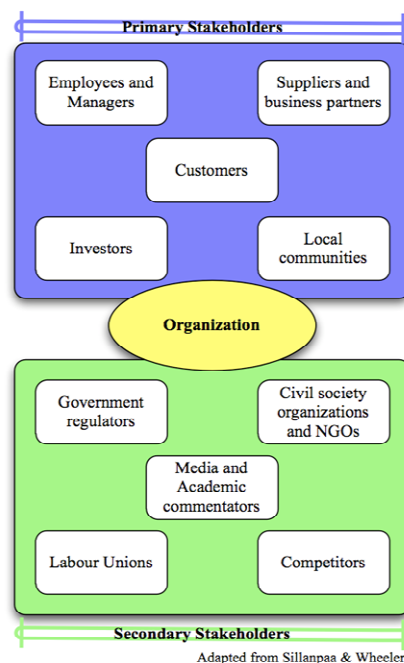 Primary Stakeholders
Employees and
Managers
Suppliers and
business partners
Customers
Investors
Local
communities
Organization
Government
regulators
Civil society
organizations
and NGOs
Media and
Academic
commentators
Labour Unions
Competitors
Secondary Stakeholders
Adapted from Sillanpaa & Wheeler